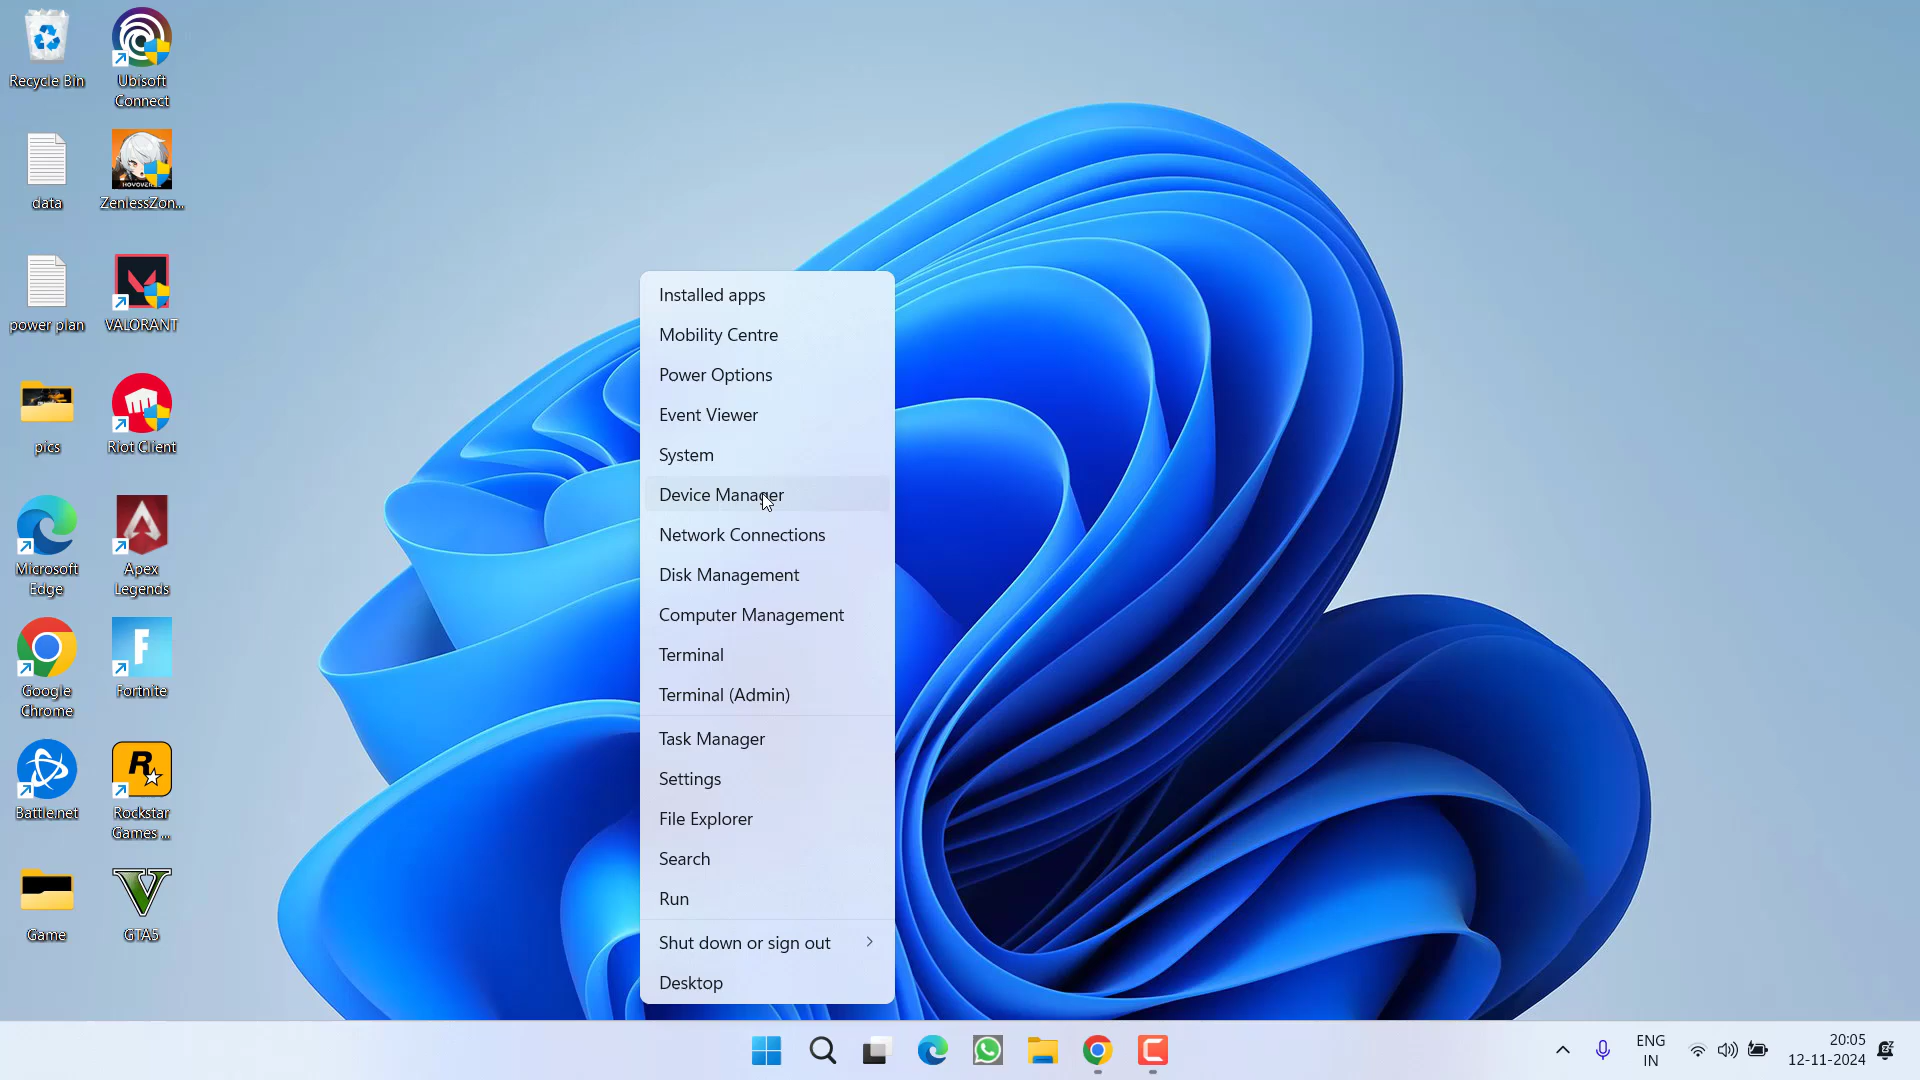 Recycle Bin
Ubisoft
Connect
data
ZenlessZon...
power plan
VALORANT
pics
Riot Client
Microsoft
Edge
Apex
Legends
Google
Chrome
Fortnite
Battle.net
Rockstar
Games ...
Game
GTA5
Installed apps
Mobility Centre
Power Options
Event Viewer
System
Device Manager
Network Connections
Disk Management
Computer Management
Terminal
Terminal (Admin)
Task Manager
Settings
File Explorer
Search
Run
Shut down or sign out
Desktop
ENG
IN
20:05
12-11-2024